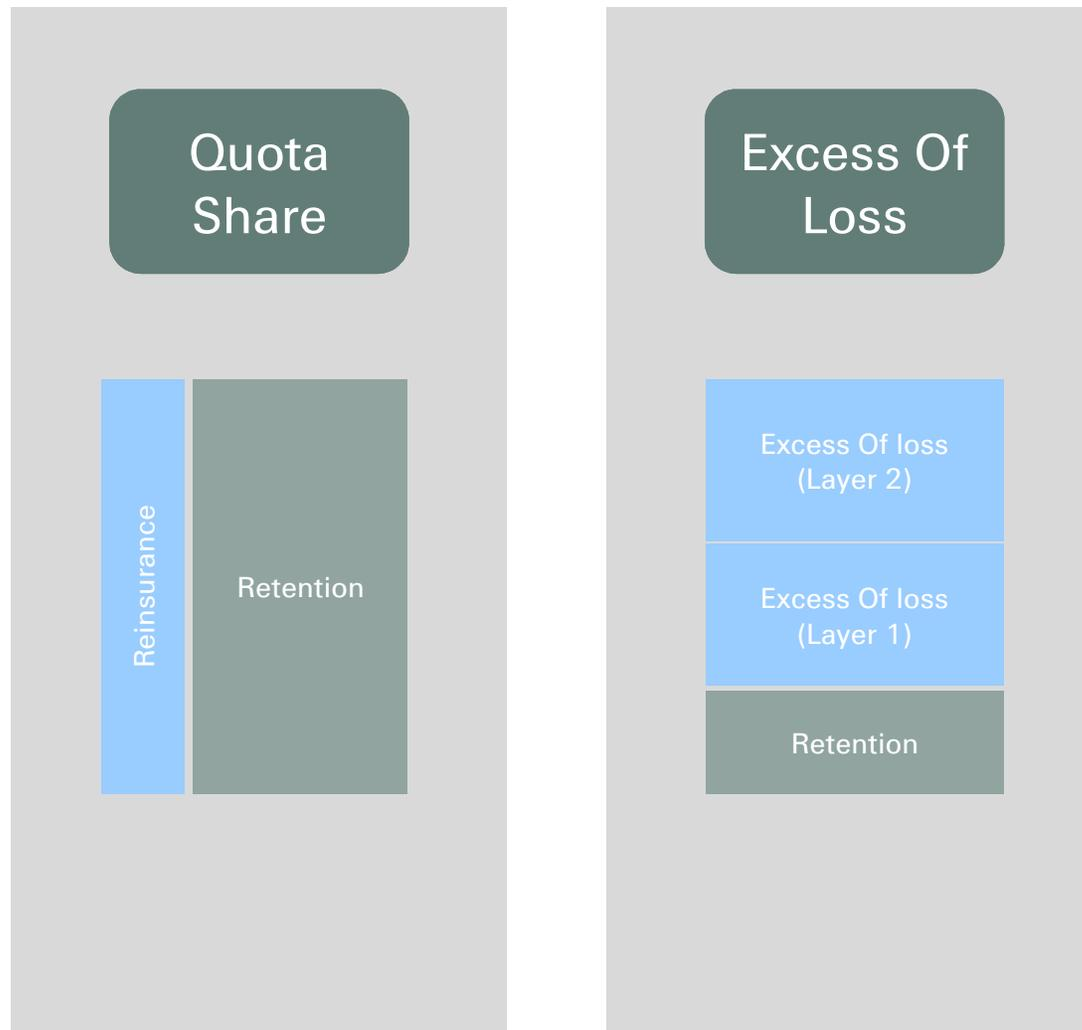 Quota
Share
Reinsurance
Retention
Excess Of
Loss
Excess Of loss
(Layer 2)
Excess Of loss
(Layer 1)
Retention